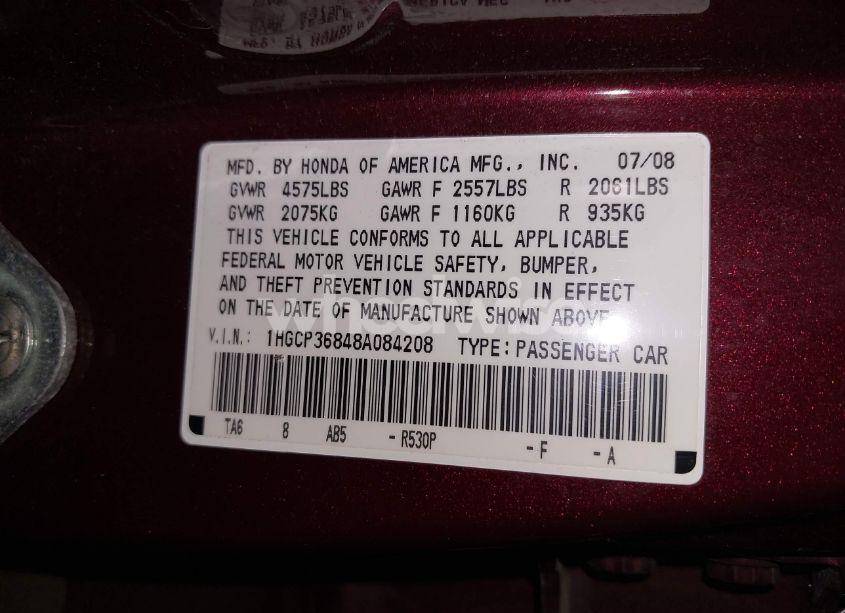 MFD. BY HONDA OF AMERICA MFG., INC. 07/08
GVWR 4575LBS GAWR F 2557LBS R 2061LBS
GVWR 2075KG GAWR F 1160KG R 935KG
THIS VEHICLE CONFORMS TO ALL APPLICABLE
FEDERAL MOTOR VEHICLE SAFETY, BUMPER,
AND THEFT PREVENTION STANDARDS IN EFFECT
ON THE DATE OF MANUFACTURE SHOWN ABOVE
wheelwise
V.I.N.: 1HGCP36848A084208 TYPE: PASSENGER CAR
TA6 8 AB5 -R530P -F -A